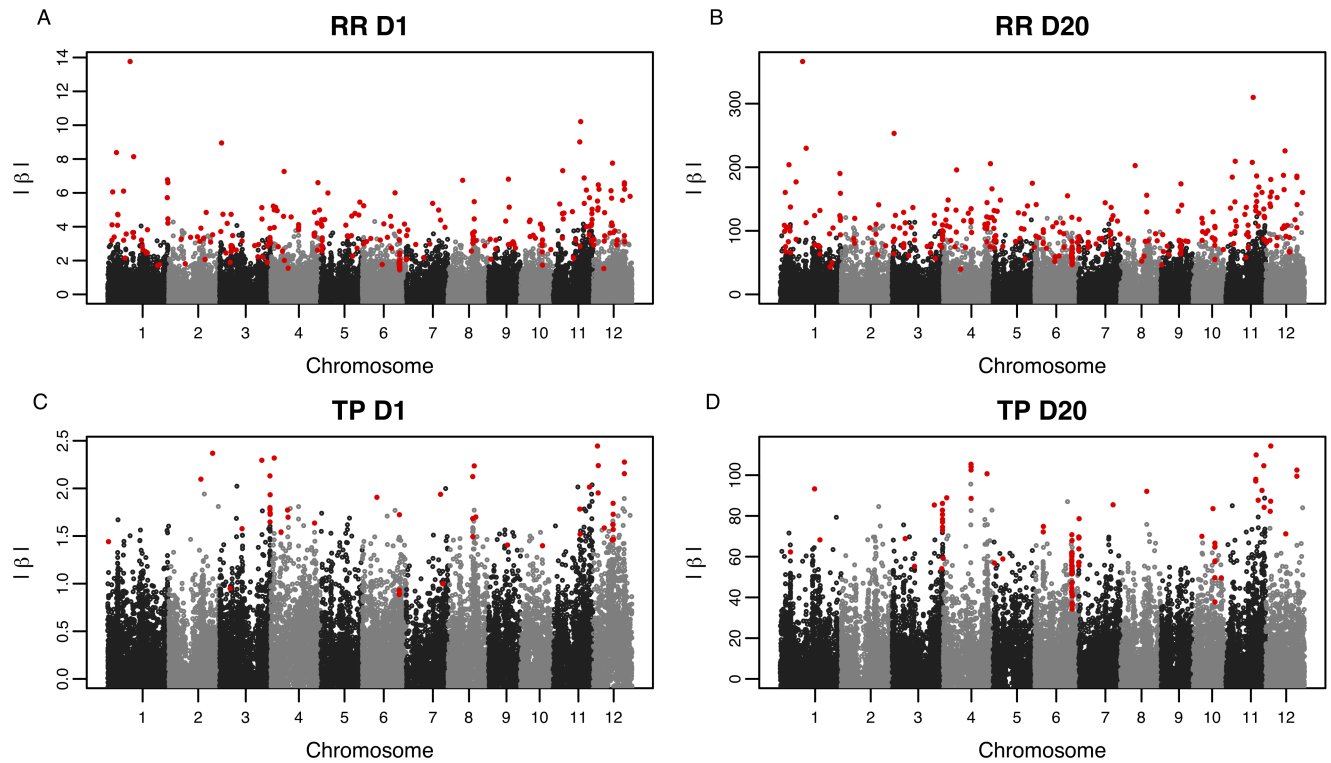 A
RR D1
| β |
14
12
10
8
6
4
2
0
1 2 3 4 5 6 7 8 9 10 11 12
Chromosome
B
RR D20
| β |
300
200
100
0
1 2 3 4 5 6 7 8 9 10 11 12
Chromosome
C
TP D1
| β |
2.5
2.0
1.5
1.0
0.5
0.0
1 2 3 4 5 6 7 8 9 10 11 12
Chromosome
D
TP D20
| β |
100
80
60
40
20
0
1 2 3 4 5 6 7 8 9 10 11 12
Chromosome